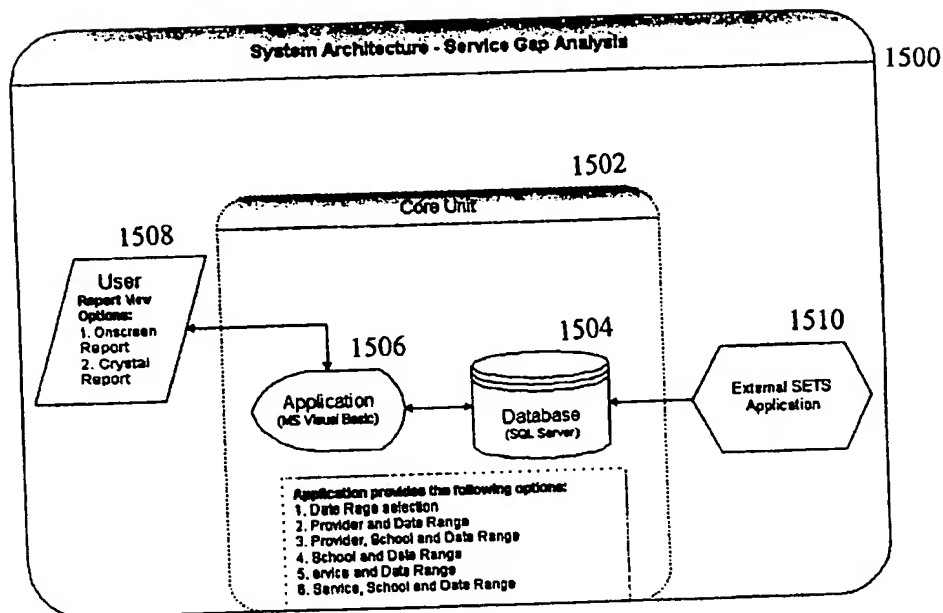 System Architecture - Service Gap Analysis
1500
1502
Core Unit
1508
User
Report View
Options:
1. Onscreen
Report
2. Crystal
Report
1506
Application
(MS Visual Basic)
1504
Database
(SQL Server)
1510
External SETS
Application
Application provides the following options:
1. Date Rage selection
2. Provider and Date Range
3. Provider, School and Date Range
4. School and Date Range
5. ervice and Date Range
6. Service, School and Date Range